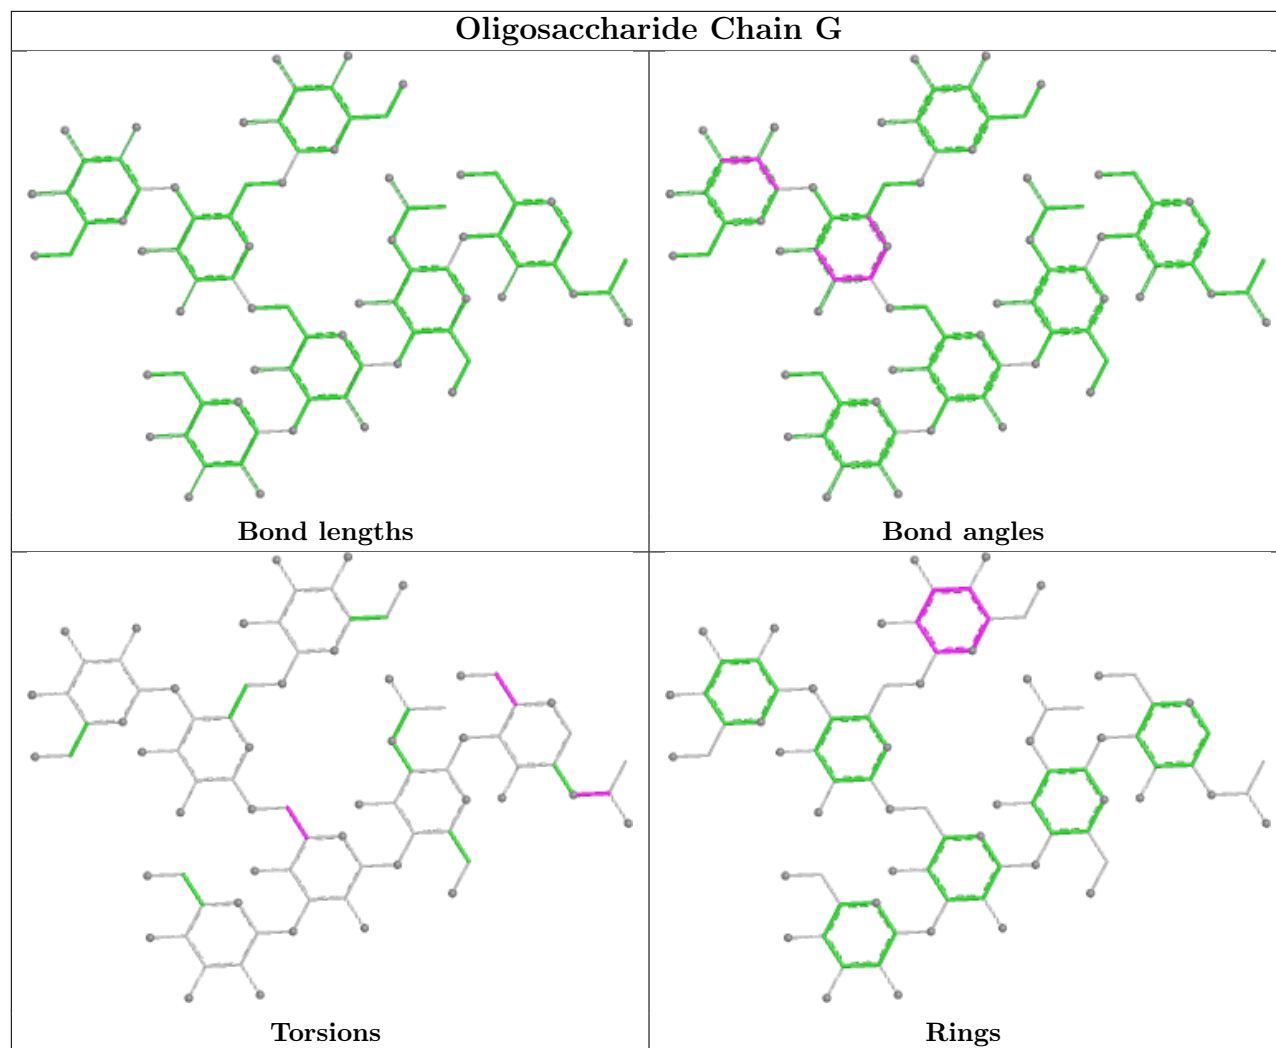 Oligosaccharide Chain G
Bond lengths
Bond angles
Torsions
Rings